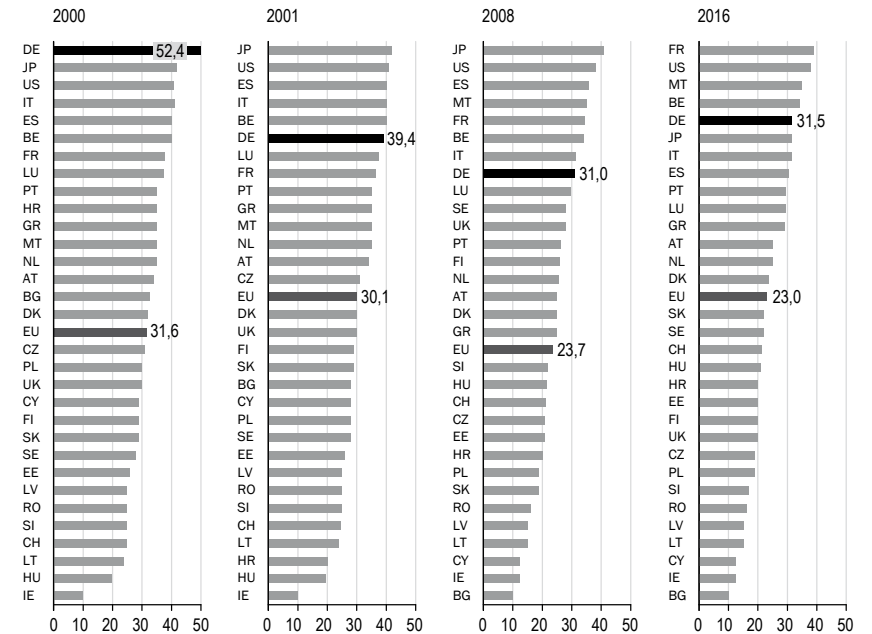 2000
DE 52,4
JP
US
IT
ES
BE
FR
LU
PT
HR
GR
MT
NL
AT
BG
DK
EU 31,6
CZ
PL
UK
CY
FI
SK
SE
EE
LV
RO
SI
CH
LT
HU
IE
0 10 20 30 40 50
2001
JP
US
ES
IT
BE
DE 39,4
LU
FR
PT
GR
MT
NL
AT
CZ
EU 30,1
DK
UK
FI
SK
BG
CY
PL
SE
EE
LV
RO
SI
CH
LT
HR
HU
IE
0 10 20 30 40 50
2008
JP
US
ES
MT
FR
BE
IT
DE 31,0
LU
SE
UK
PT
FI
NL
AT
DK
GR
EU 23,7
SI
HU
CH
CZ
EE
HR
PL
SK
RO
LV
LT
CY
IE
BG
0 10 20 30 40 50
2016
FR
US
MT
BE
DE 31,5
JP
IT
ES
PT
LU
GR
AT
NL
DK
EU 23,0
SK
SE
CH
HU
HR
EE
FI
UK
CZ
PL
SI
RO
LV
LT
CY
IE
BG
0 10 20 30 40 50